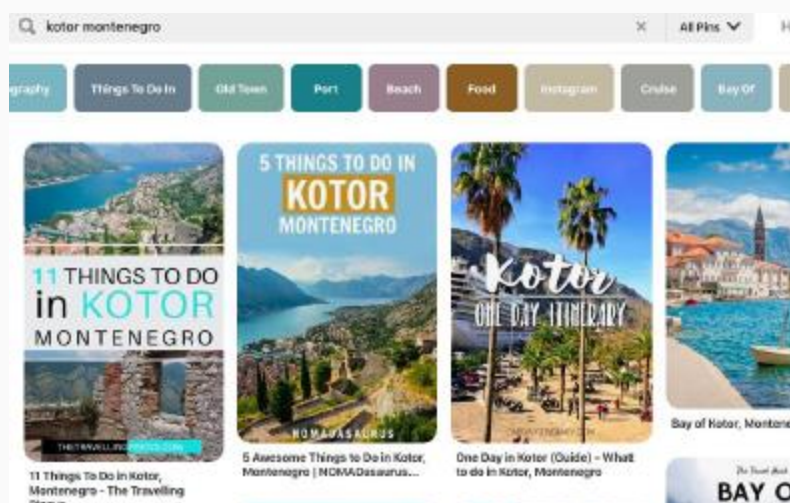 kotor montenegro
All Pins
H
graphy
Things To Do In
Old Town
Port
Beach
Food
Instagram
Cruise
Bay Of
11 THINGS TO DO
in KOTOR
MONTENEGRO
5 THINGS TO DO IN
KOTOR
MONTENEGRO
NOMADASAURUS
Kotor
ONE DAY ITINERARY
11 Things To Do in Kotor,
Montenegro - The Travelling
5 Awesome Things to Do in Kotor,
Montenegro | NOMADasaurus...
One Day in Kotor (Guide) - What
to do in Kotor, Montenegro
Bay of Kotor, Montene
BAY O